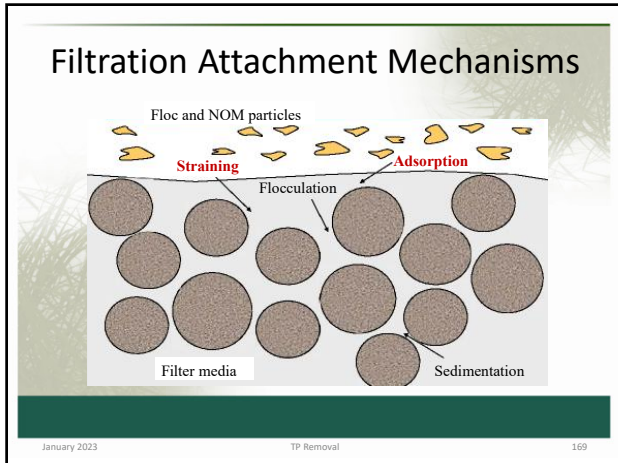 Filtration Attachment Mechanisms
Floc and NOM particles
Straining
Adsorption
Flocculation
Filter media
Sedimentation
January 2023
TP Removal
169